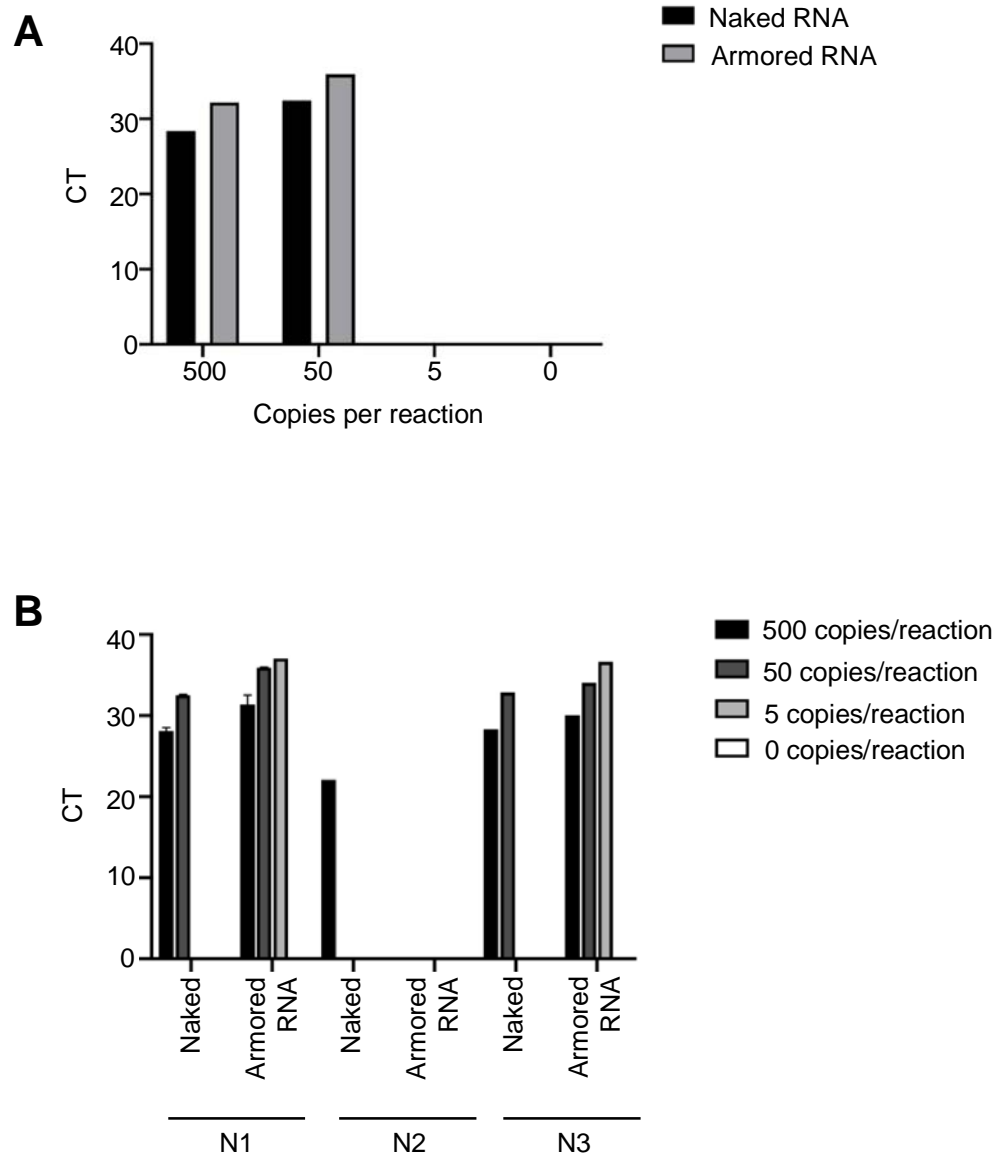 A
Naked RNA
Armored RNA
40
30
20
10
0
CT
500 50 5 0
Copies per reaction
B
500 copies/reaction
50 copies/reaction
5 copies/reaction
0 copies/reaction
40
30
20
10
0
CT
Naked
Armored
RNA
Naked
Armored
RNA
Naked
Armored
RNA
N1 N2 N3